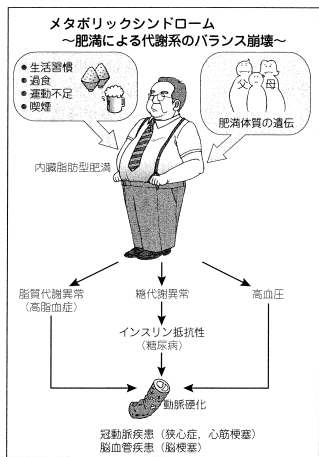 メタボリックシンドローム
～肥満による代謝系のバランス崩壊～
● 生活習慣
● 過食
● 運動不足
● 喫煙
父 母
肥満体質の遺伝
内臓脂肪型肥満
脂質代謝異常
（高脂血症）
糖代謝異常
高血圧
インスリン抵抗性
（糖尿病）
動脈硬化
冠動脈疾患（狭心症，心筋梗塞）
脳血管疾患（脳梗塞）